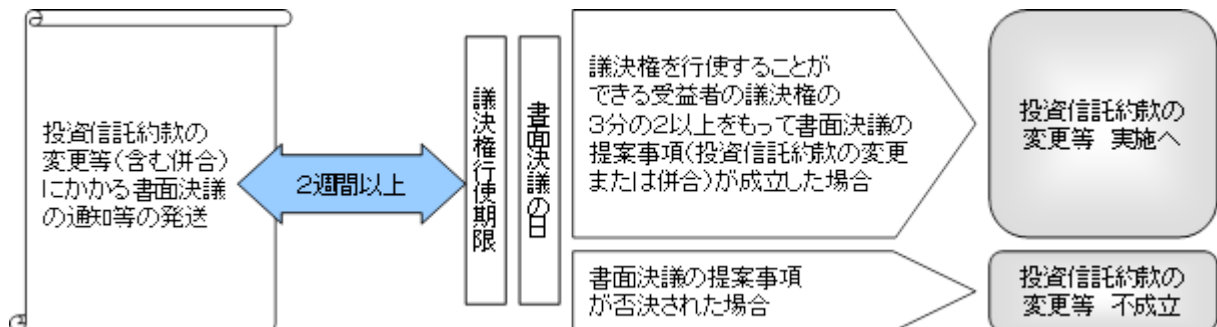 投資信託約款の
変更等(含む併合)
にかかる書面決議
の通知等の発送
2週間以上
議決権行使期限
書面決議の日
議決権を行使することが
できる受益者の議決権の
3分の2以上をもって書面決議の
提案事項(投資信託約款の変更
または併合)が成立した場合
投資信託約款の
変更等 実施へ
書面決議の提案事項
が否決された場合
投資信託約款の
変更等 不成立